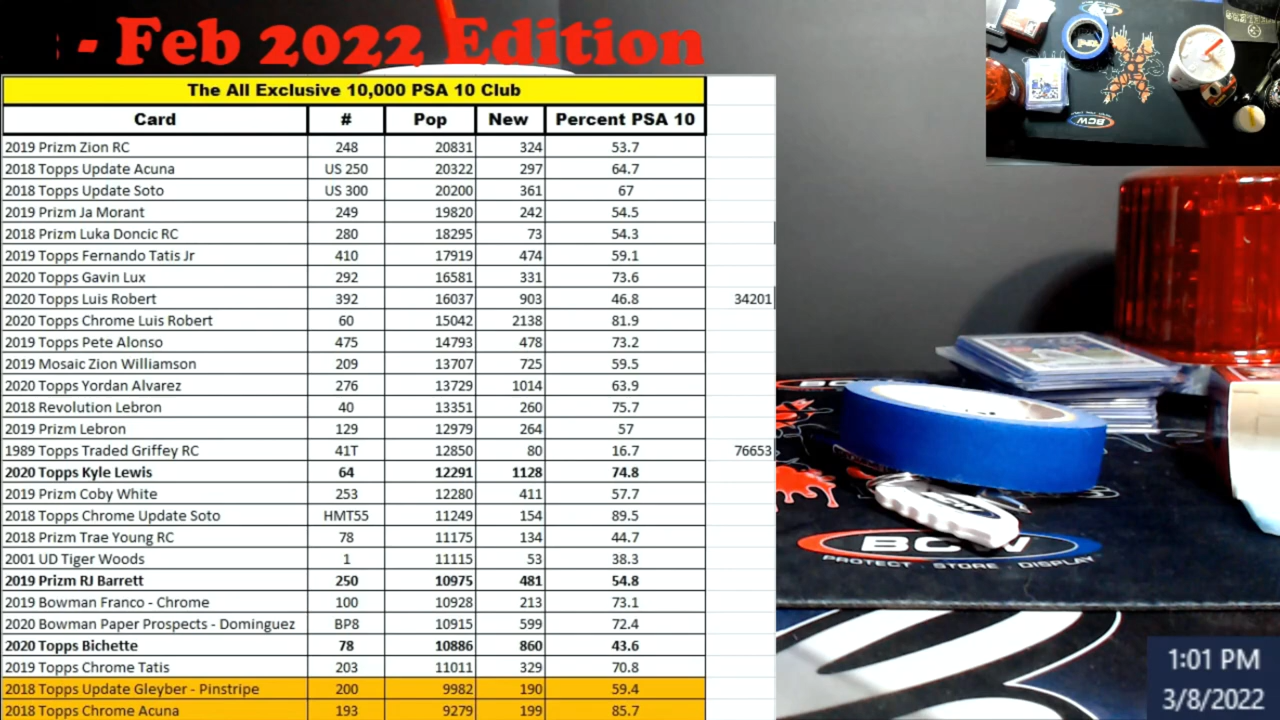 - Feb 2022 Edition
The All Exclusive 10,000 PSA 10 Club
Card # Pop New Percent PSA 10
2019 Prizm Zion RC 248 20831 324 53.7
2018 Topps Update Acuna US 250 20322 297 64.7
2018 Topps Update Soto US 300 20200 361 67
2019 Prizm Ja Morant 249 19820 242 54.5
2018 Prizm Luka Doncic RC 280 18295 73 54.3
2019 Topps Fernando Tatis Jr 410 17919 474 59.1
2020 Topps Gavin Lux 292 16581 331 73.6
2020 Topps Luis Robert 392 16037 903 46.8 34201
2020 Topps Chrome Luis Robert 60 15042 2138 81.9
2019 Topps Pete Alonso 475 14793 478 73.2
2019 Mosaic Zion Williamson 209 13707 725 59.5
2020 Topps Yordan Alvarez 276 13729 1014 63.9
2018 Revolution Lebron 40 13351 260 75.7
2019 Prizm Lebron 129 12979 264 57
1989 Topps Traded Griffey RC 41T 12850 80 16.7 76653
2020 Topps Kyle Lewis 64 12291 1128 74.8
2019 Prizm Coby White 253 12280 411 57.7
2018 Topps Chrome Update Soto HMT55 11249 154 89.5
2018 Prizm Trae Young RC 78 11175 134 44.7
2001 UD Tiger Woods 1 11115 53 38.3
2019 Prizm RJ Barrett 250 10975 481 54.8
2019 Bowman Franco - Chrome 100 10928 213 73.1
2020 Bowman Paper Prospects - Dominguez BP8 10915 599 72.4
2020 Topps Bichette 78 10886 860 43.6
2019 Topps Chrome Tatis 203 11011 329 70.8
2018 Topps Update Gleyber - Pinstripe 200 9982 190 59.4
2018 Topps Chrome Acuna 193 9279 199 85.7
BCW
BCW
PROTECT · STORE · DISPLAY
1:01 PM
3/8/2022